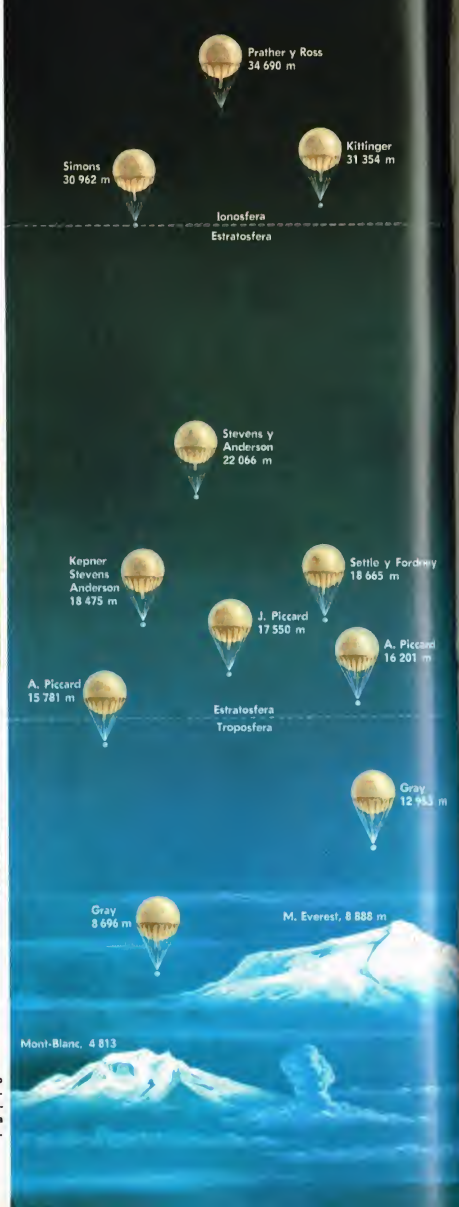 Prather y Ross
34 690 m
Kittinger
31 354 m
Simons
30 962 m
Ionosfera
Estratosfera
Stevens y
Anderson
22 066 m
Kepner
Stevens
Anderson
18 475 m
Settle y Fordney
18 665 m
J. Piccard
17 550 m
A. Piccard
16 201 m
A. Piccard
15 781 m
Estratosfera
Troposfera
Gray
12 953 m
Gray
8 696 m
M. Everest, 8 888 m
Mont-Blanc, 4 813